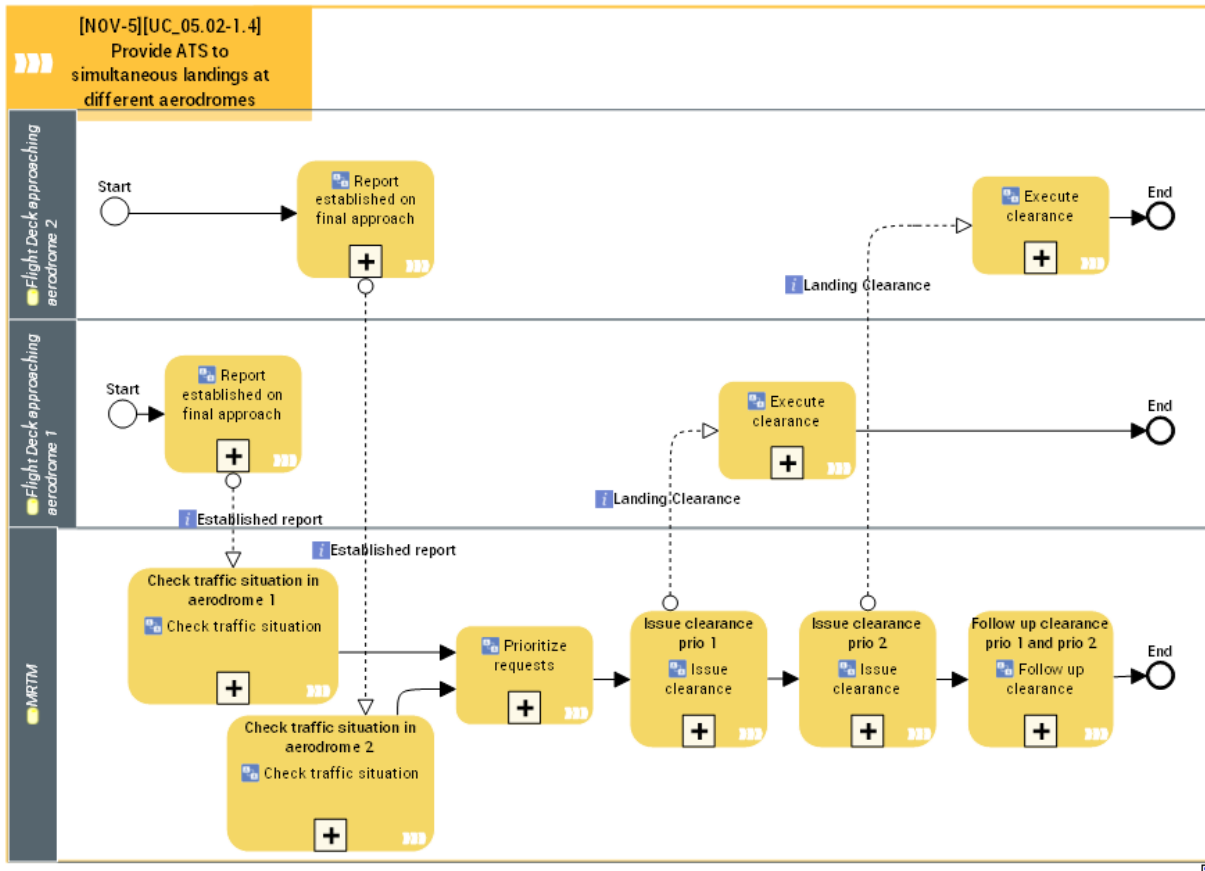 [NOV-5][UC_05.02-1.4]
Provide ATS to
simultaneous landings at
different aerodromes
Flight Deck approaching
aerodrome 2
Start
Report
established on
final approach
Execute
clearance
End
Landing Clearance
Flight Deck approaching
aerodrome 1
Start
Report
established on
final approach
Execute
clearance
End
Landing Clearance
Established report
Established report
MRTM
Check traffic situation in
aerodrome 1
Check traffic situation
Check traffic situation in
aerodrome 2
Check traffic situation
Prioritize
requests
Issue clearance
prio 1
Issue
clearance
Issue clearance
prio 2
Issue
clearance
Follow up clearance
prio 1 and prio 2
Follow up
clearance
End